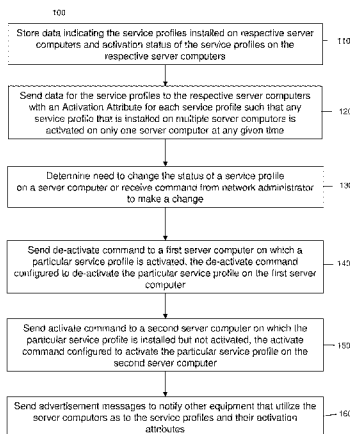 100
Store data indicating the service profiles installed on respective server
computers and activation status of the service profiles on the
respective server computers
110
Send data for the service profiles to the respective server computers
with an Activation Attribute for each service profile such that any
service profile that is installed on multiple server computers is
activated on only one server computer at any given time
120
Determine need to change the status of a service profile
on a server computer or receive command from network administrator
to make a change
130
Send de-activate command to a first server computer on which a
particular service profile is activated, the de-activate command
configured to de-activate the particular service profile on the first server
computer
140
Send activate command to a second server computer on which the
particular service profile is installed but not activated, the activate
command configured to activate the particular service profile on the
second server computer
150
Send advertisement messages to notify other equipment that utilize the
server computers as to the service profiles and their activation
attributes
160